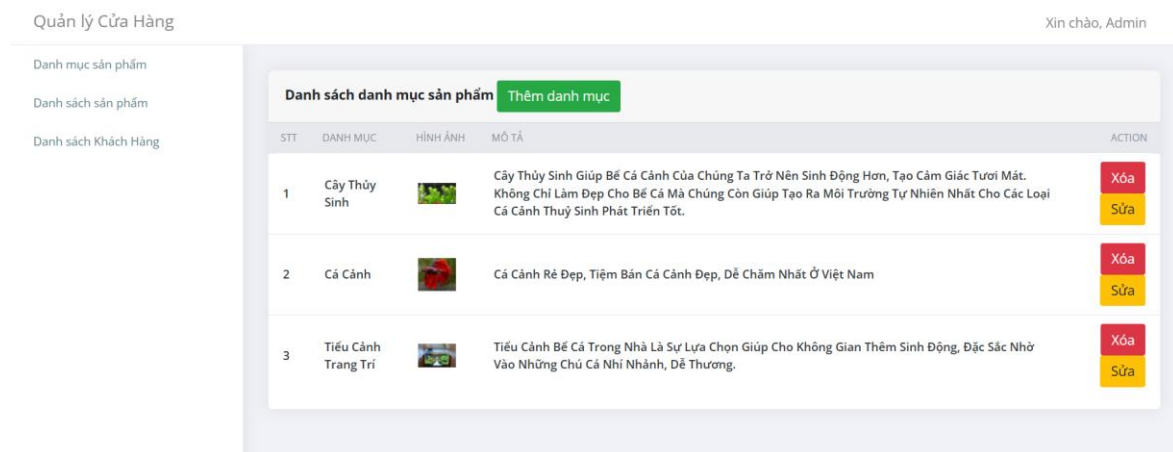 Quản lý Cửa Hàng
Xin chào, Admin
Danh mục sản phẩm
Danh sách sản phẩm
Danh sách Khách Hàng
Danh sách danh mục sản phẩm Thêm danh mục
STT DANH MỤC HÌNH ẢNH MÔ TẢ ACTION
1
Cây Thủy
Sinh
Cây Thủy Sinh Giúp Bể Cá Cảnh Của Chúng Ta Trở Nên Sinh Động Hơn, Tạo Cảm Giác Tươi Mát.
Không Chỉ Làm Đẹp Cho Bể Cá Mà Chúng Còn Giúp Tạo Ra Môi Trường Tự Nhiên Nhất Cho Các Loại
Cá Cảnh Thuỷ Sinh Phát Triển Tốt.
Xóa
Sửa
2
Cá Cảnh
Cá Cảnh Rẻ Đẹp, Tiệm Bán Cá Cảnh Đẹp, Dễ Chăm Nhất Ở Việt Nam
Xóa
Sửa
3
Tiểu Cảnh
Trang Trí
Tiểu Cảnh Bể Cá Trong Nhà Là Sự Lựa Chọn Giúp Cho Không Gian Thêm Sinh Động, Đặc Sắc Nhờ
Vào Những Chú Cá Nhí Nhảnh, Dễ Thương.
Xóa
Sửa